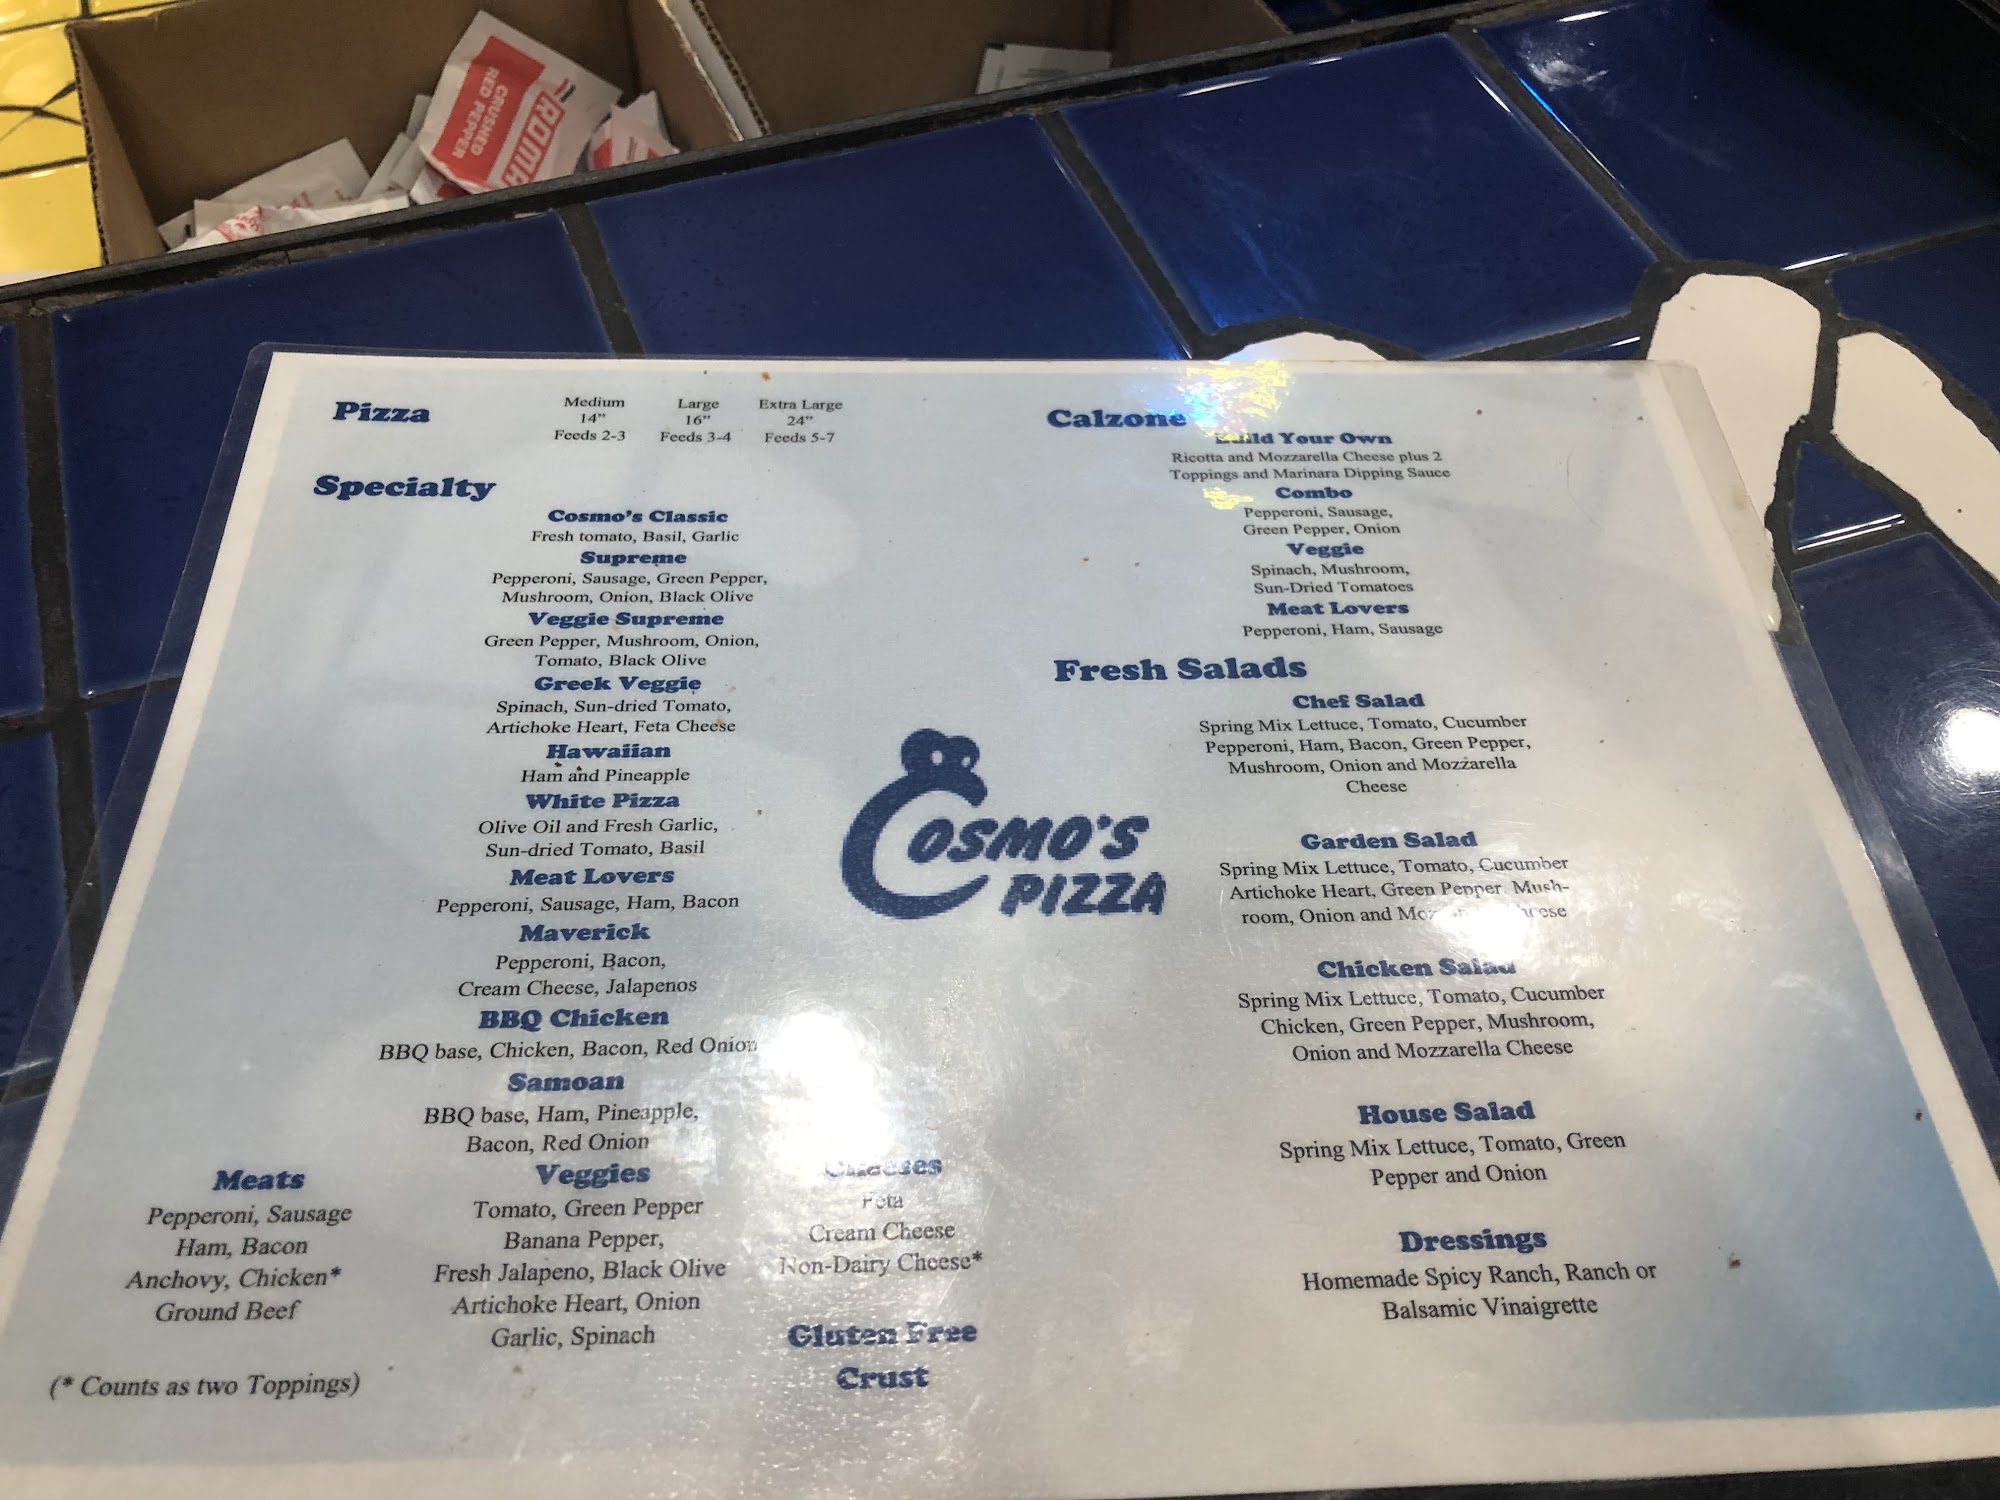 ROMA
CRUSHED
RED PEPPER
Pizza
Medium
14"
Feeds 2-3
Large
16"
Feeds 3-4
Extra Large
24"
Feeds 5-7
Specialty
Cosmo's Classic
Fresh tomato, Basil, Garlic
Supreme
Pepperoni, Sausage, Green Pepper,
Mushroom, Onion, Black Olive
Veggie Supreme
Green Pepper, Mushroom, Onion,
Tomato, Black Olive
Greek Veggie
Spinach, Sun-dried Tomato,
Artichoke Heart, Feta Cheese
Hawaiian
Ham and Pineapple
White Pizza
Olive Oil and Fresh Garlic,
Sun-dried Tomato, Basil
Meat Lovers
Pepperoni, Sausage, Ham, Bacon
Maverick
Pepperoni, Bacon,
Cream Cheese, Jalapenos
BBQ Chicken
BBQ base, Chicken, Bacon, Red Onion
Samoan
BBQ base, Ham, Pineapple,
Bacon, Red Onion
Meats
Pepperoni, Sausage
Ham, Bacon
Anchovy, Chicken*
Ground Beef
(* Counts as two Toppings)
Veggies
Tomato, Green Pepper
Banana Pepper,
Fresh Jalapeno, Black Olive
Artichoke Heart, Onion
Garlic, Spinach
Cheeses
Feta
Cream Cheese
Non-Dairy Cheese*
Gluten Free
Crust
COSMO'S
PIZZA
Calzone
Build Your Own
Ricotta and Mozzarella Cheese plus 2
Toppings and Marinara Dipping Sauce
Combo
Pepperoni, Sausage,
Green Pepper, Onion
Veggie
Spinach, Mushroom,
Sun-Dried Tomatoes
Meat Lovers
Pepperoni, Ham, Sausage
Fresh Salads
Chef Salad
Spring Mix Lettuce, Tomato, Cucumber
Pepperoni, Ham, Bacon, Green Pepper,
Mushroom, Onion and Mozzarella
Cheese
Garden Salad
Spring Mix Lettuce, Tomato, Cucumber
Artichoke Heart, Green Pepper, Mush-
room, Onion and Mozzarella Cheese
Chicken Salad
Spring Mix Lettuce, Tomato, Cucumber
Chicken, Green Pepper, Mushroom,
Onion and Mozzarella Cheese
House Salad
Spring Mix Lettuce, Tomato, Green
Pepper and Onion
Dressings
Homemade Spicy Ranch, Ranch or
Balsamic Vinaigrette